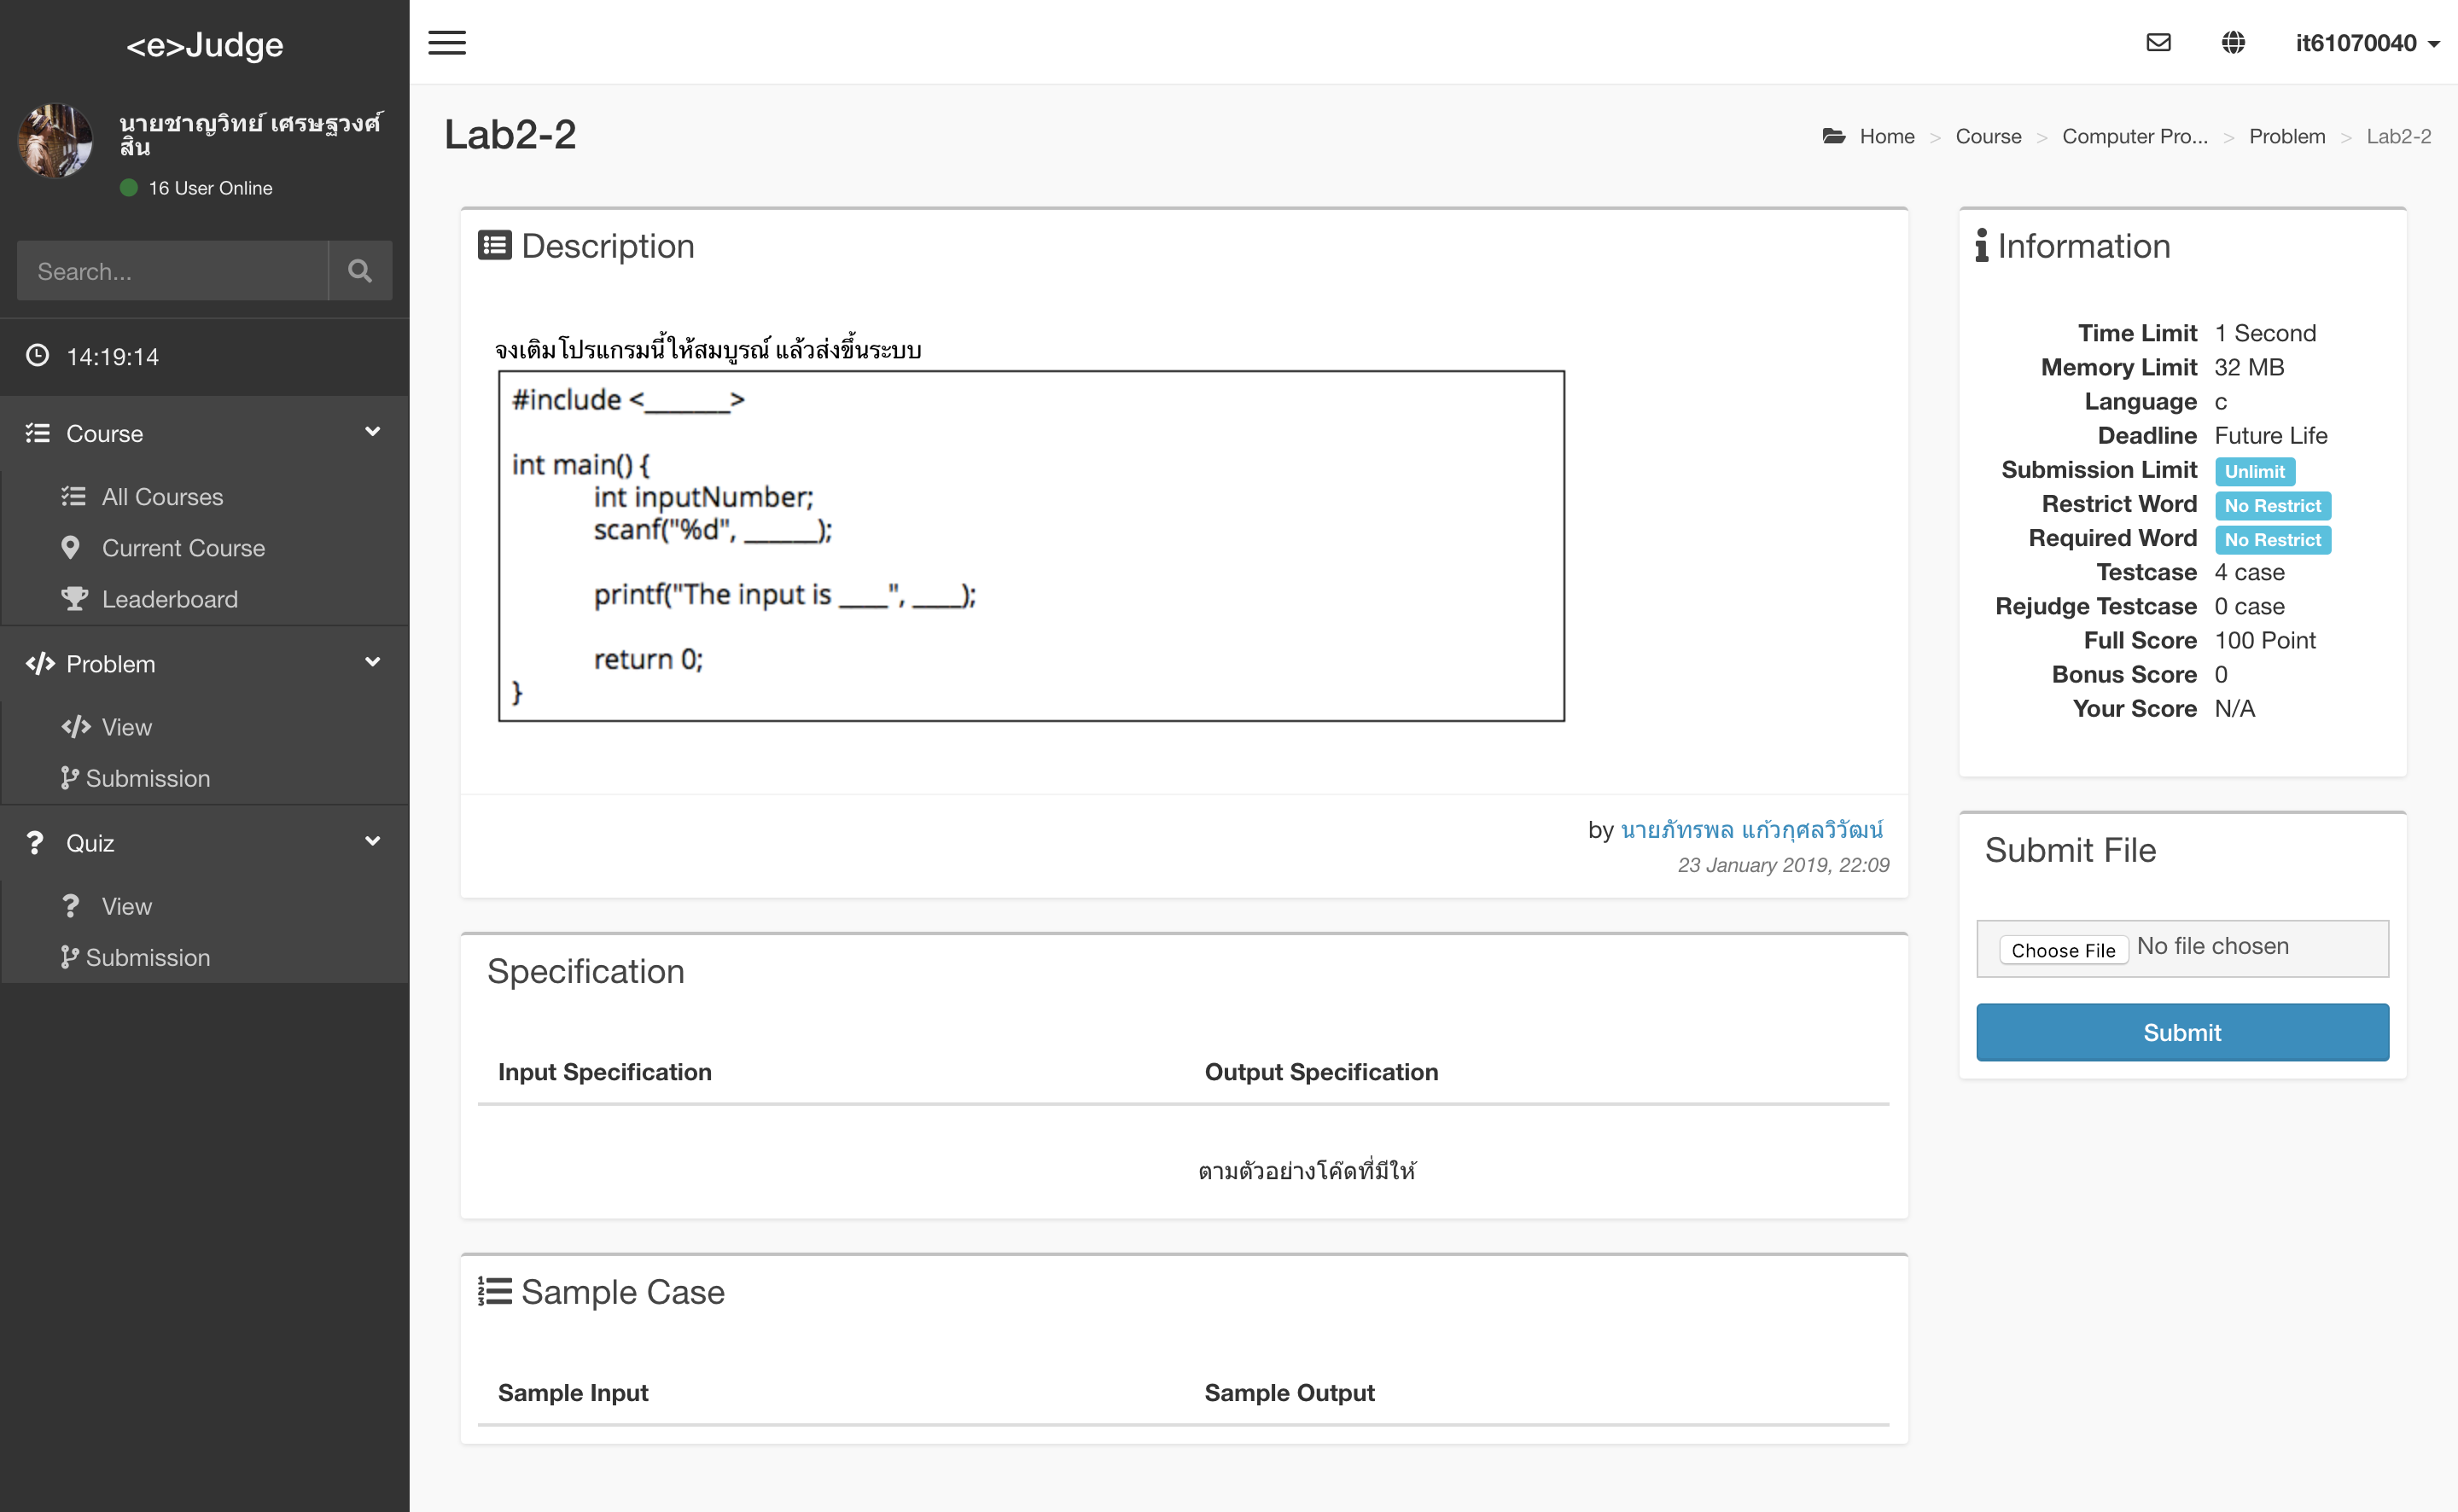 <e>Judge
นายชาญวิทย์ เศรษฐวงศ์
สิน
16 User Online
Search...
14:19:14
Course
All Courses
Current Course
Leaderboard
Problem
View
Submission
Quiz
View
Submission
it61070040
Lab2-2
Home > Course > Computer Pro... > Problem > Lab2-2
Description
จงเติมโปรแกรมนี้ให้สมบูรณ์ แล้วส่งขึ้นระบบ
#include <_______>
int main() {
int inputNumber;
scanf("%d", ______);
printf("The input is ____", ____);
return 0;
}
by นายภัทรพล แก้วกุศลวิวัฒน์
23 January 2019, 22:09
Specification
Input Specification Output Specification
ตามตัวอย่างโค๊ดที่มีให้
Sample Case
Sample Input Sample Output
Information
Time Limit 1 Second
Memory Limit 32 MB
Language c
Deadline Future Life
Submission Limit Unlimit
Restrict Word No Restrict
Required Word No Restrict
Testcase 4 case
Rejudge Testcase 0 case
Full Score 100 Point
Bonus Score 0
Your Score N/A
Submit File
Choose File No file chosen
Submit